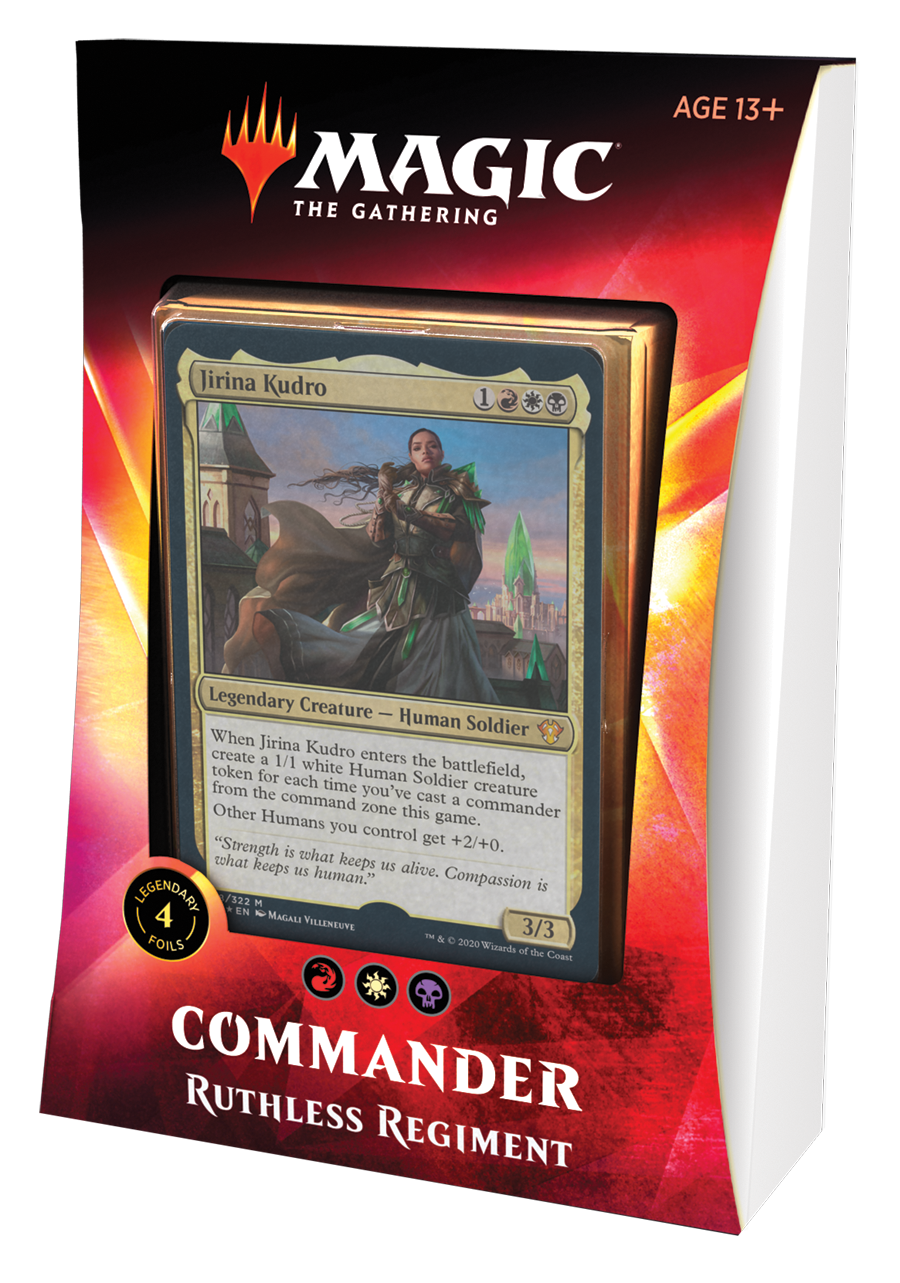 AGE 13+
MAGIC
THE GATHERING
Jirina Kudro
1
Legendary Creature — Human Soldier
When Jirina Kudro enters the battlefield,
create a 1/1 white Human Soldier creature
token for each time you've cast a commander
from the command zone this game.
Other Humans you control get +2/+0.
“Strength is what keeps us alive. Compassion is
what keeps us human.”
/322 M
EN MAGALI VILLENEUVE
3/3
™ & © 2020 Wizards of the Coast
LEGENDARY
4
FOILS
COMMANDER
RUTHLESS REGIMENT